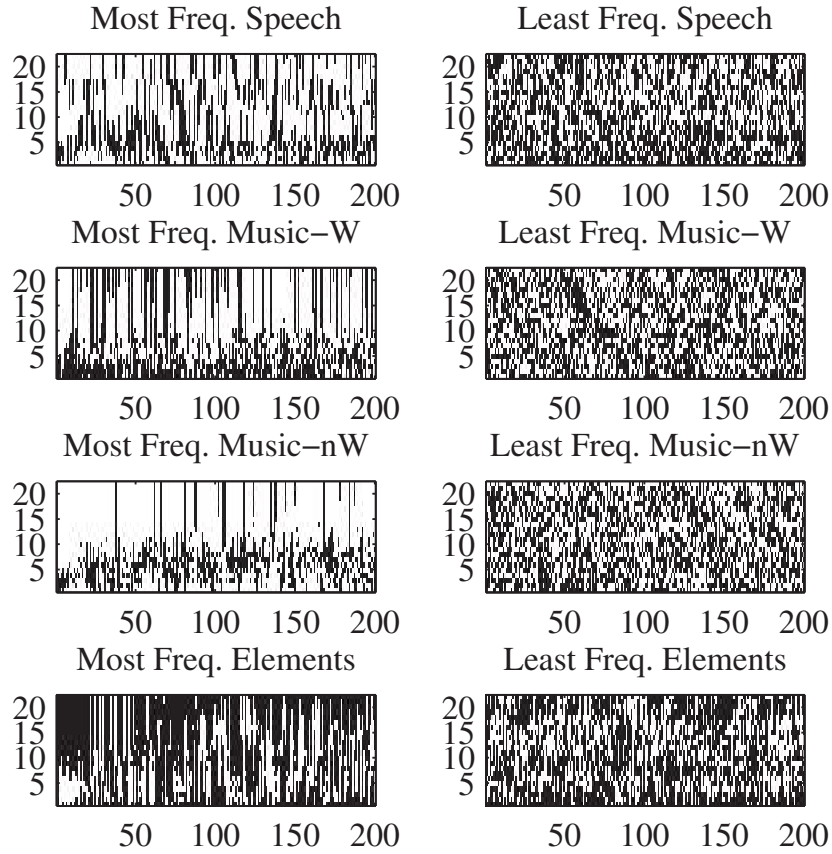 Most Freq. Speech
Least Freq. Speech
20
15
10
5
50 100 150 200
20
15
10
5
50 100 150 200
Most Freq. Music−W
Least Freq. Music−W
20
15
10
5
50 100 150 200
20
15
10
5
50 100 150 200
Most Freq. Music−nW
Least Freq. Music−nW
20
15
10
5
50 100 150 200
20
15
10
5
50 100 150 200
Most Freq. Elements
Least Freq. Elements
20
15
10
5
50 100 150 200
20
15
10
5
50 100 150 200